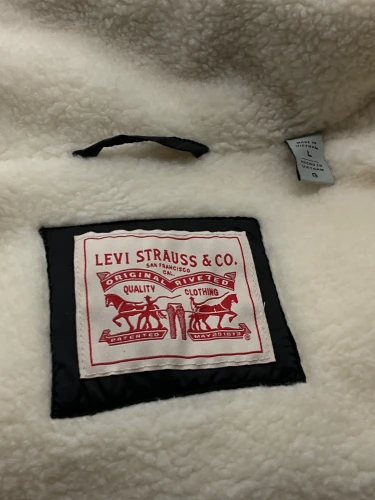 LEVI STRAUSS & CO.
SAN FRANCISCO
CAL.
ORIGINAL RIVETED
QUALITY CLOTHING
PATENTED MAY 20 1873
L